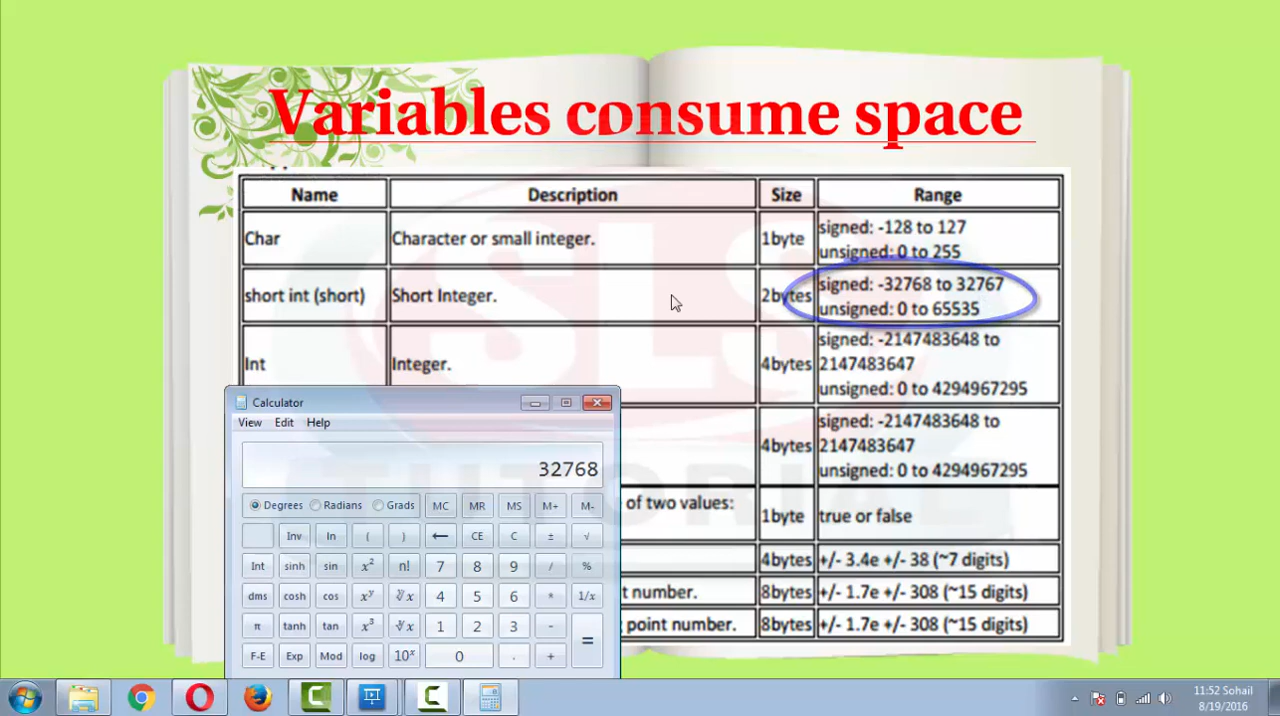 Variables consume space
Name Description Size Range
Char Character or small integer. 1byte signed: -128 to 127
unsigned: 0 to 255
short int (short) Short Integer. 2bytes signed: -32768 to 32767
unsigned: 0 to 65535
Int Integer. 4bytes signed: -2147483648 to
2147483647
unsigned: 0 to 4294967295
4bytes signed: -2147483648 to
2147483647
unsigned: 0 to 4294967295
of two values:
1byte true or false
4bytes +/- 3.4e +/- 38 (~7 digits)
t number. 8bytes +/- 1.7e +/- 308 (~15 digits)
point number. 8bytes +/- 1.7e +/- 308 (~15 digits)
SLS
TUTORIAL
Calculator
View Edit Help
32768
Degrees Radians Grads MC MR MS M+ M-
Inv ln ( ) ← CE C ± √
Int sinh sin x² n! 7 8 9 / %
dms cosh cos xʸ ʸ√x 4 5 6 * 1/x
π tanh tan x³ ³√x 1 2 3 - =
F-E Exp Mod log 10ˣ 0 . +
11:52 Sohail
8/19/2016